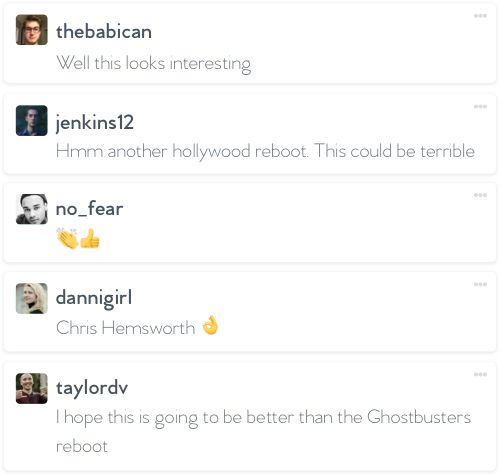 thebabican
Well this looks interesting
jenkins12
Hmm another hollywood reboot. This could be terrible
no_fear
👏👍
dannigirl
Chris Hemsworth 👌
taylordv
I hope this is going to be better than the Ghostbusters
reboot